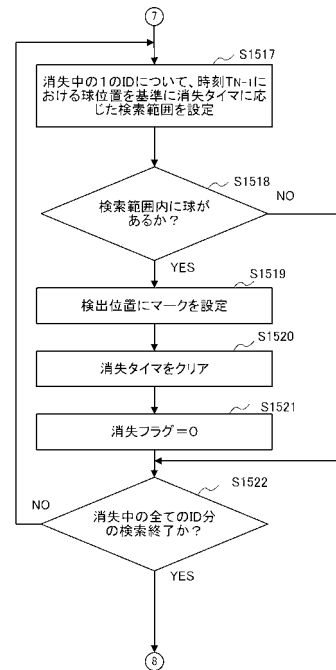 7
S1517
消失中の1のIDについて、時刻TN-1に
おける球位置を基準に消失タイマに応
じた検索範囲を設定
S1518
検索範囲内に球が
あるか？
NO
YES
S1519
検出位置にマークを設定
S1520
消失タイマをクリア
S1521
消失フラグ＝0
S1522
消失中の全てのID分
の検索終了か？
NO
YES
8